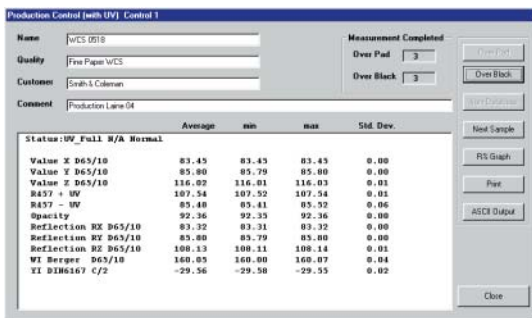 Production Control (with UV) Control 1
Name WCS 0518
Quality Fine Paper WCS
Customer Smith & Coleman
Comment Production Laine 04
Measurement Completed
Over Pad 3
Over Black 3
Over Pad
Over Black
Next Sample
R% Graph
Print
ASCII Output
Close
Average min max Std. Dev.
Status:UV_Full N/A Normal
Value X D65/10 83.45 83.45 83.45 0.00
Value Y D65/10 85.80 85.79 85.80 0.00
Value Z D65/10 116.02 116.01 116.03 0.01
R457 + UV 107.54 107.52 107.54 0.01
R457 - UV 85.48 85.41 85.52 0.06
Opacity 92.36 92.35 92.36 0.00
Reflection RX D65/10 83.32 83.31 83.32 0.00
Reflection RY D65/10 85.80 85.79 85.80 0.00
Reflection RZ D65/10 108.13 108.11 108.14 0.01
WI Berger D65/10 160.05 160.00 160.07 0.04
YI DIN6167 C/2 -29.56 -29.58 -29.55 0.02